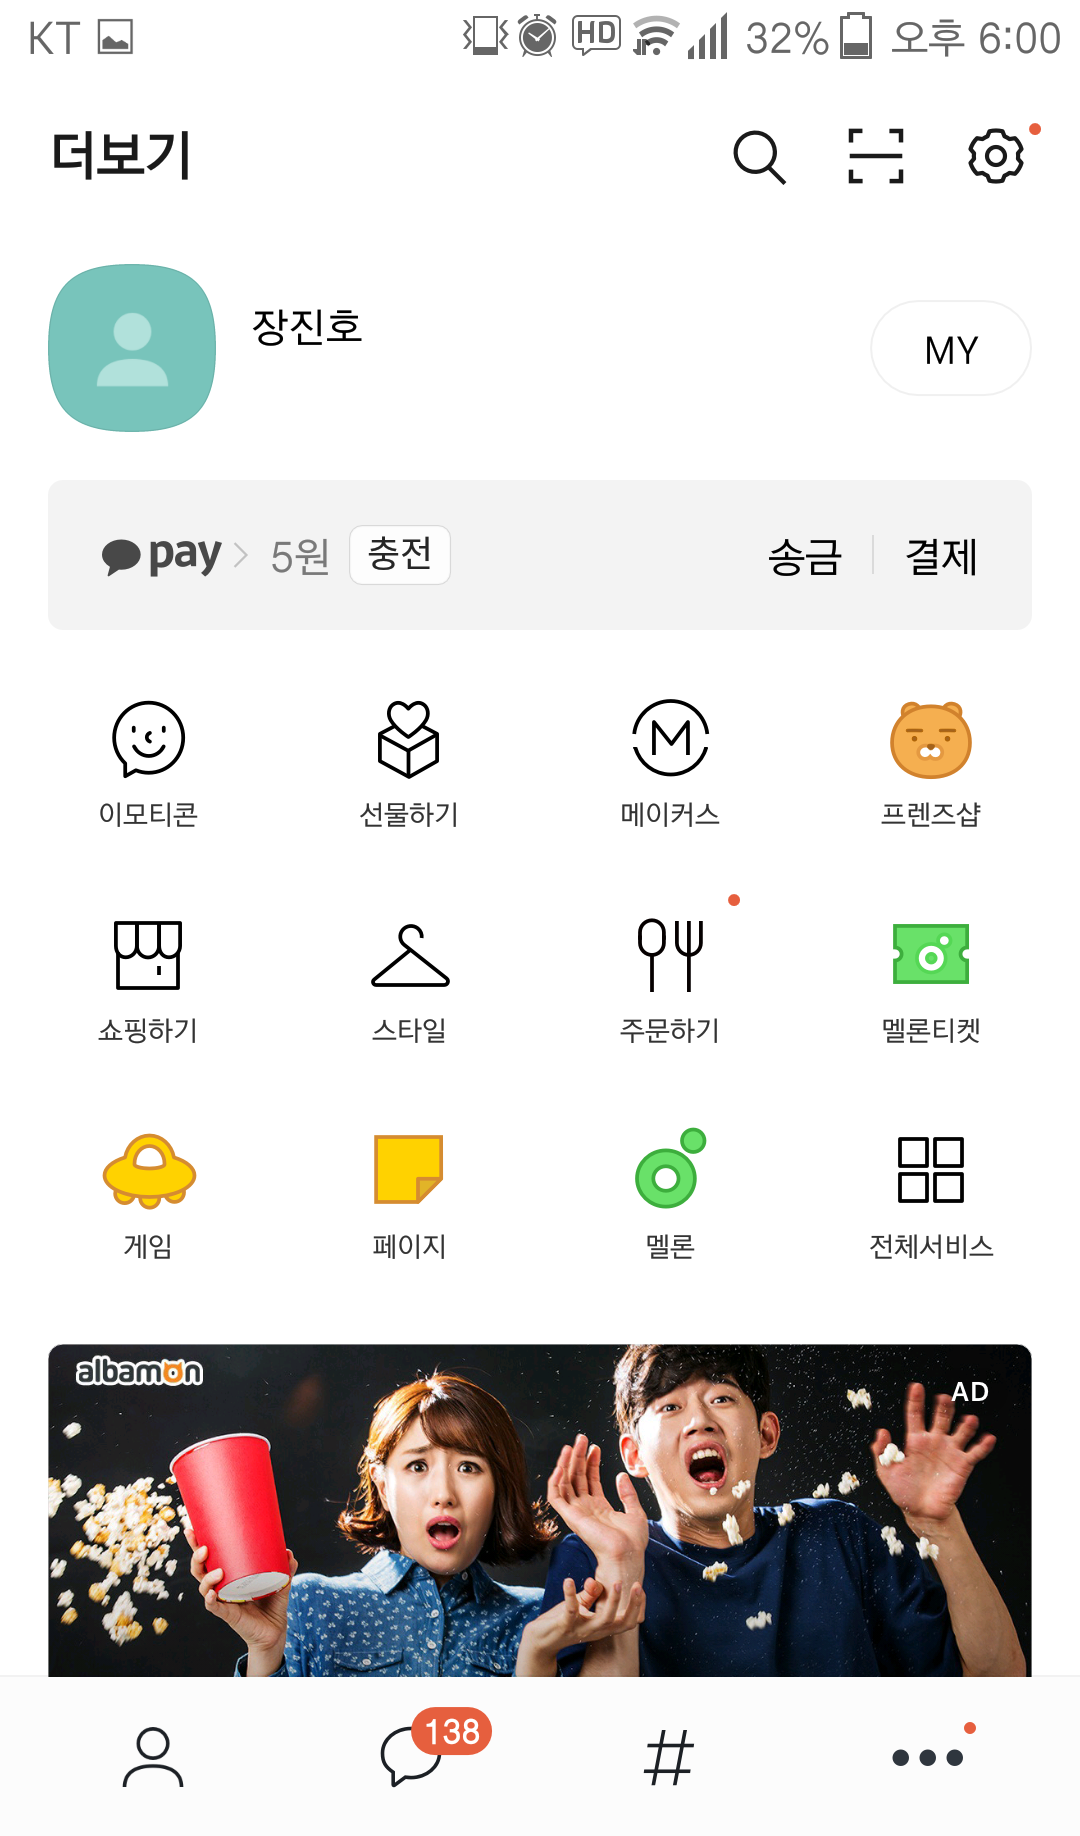 KT HD 32% 오후 6:00
더보기
장진호
MY
pay 5원 충전 송금 결제
이모티콘 선물하기 메이커스 프렌즈샵
쇼핑하기 스타일 주문하기 멜론티켓
게임 페이지 멜론 전체서비스
albamon
AD
138